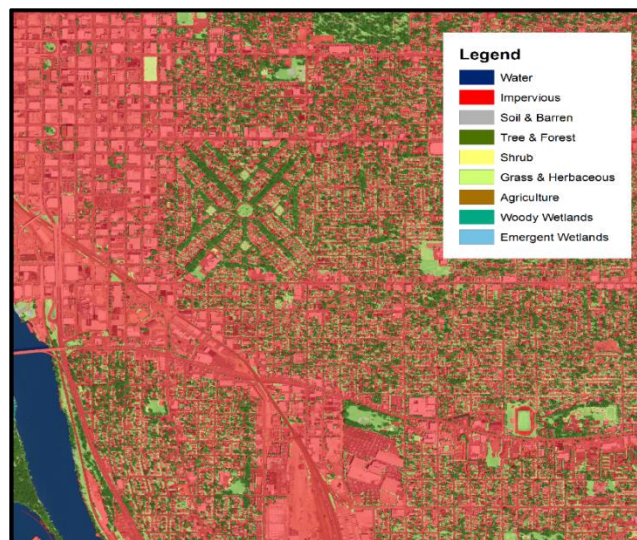 Legend
Water
Impervious
Soil & Barren
Tree & Forest
Shrub
Grass & Herbaceous
Agriculture
Woody Wetlands
Emergent Wetlands